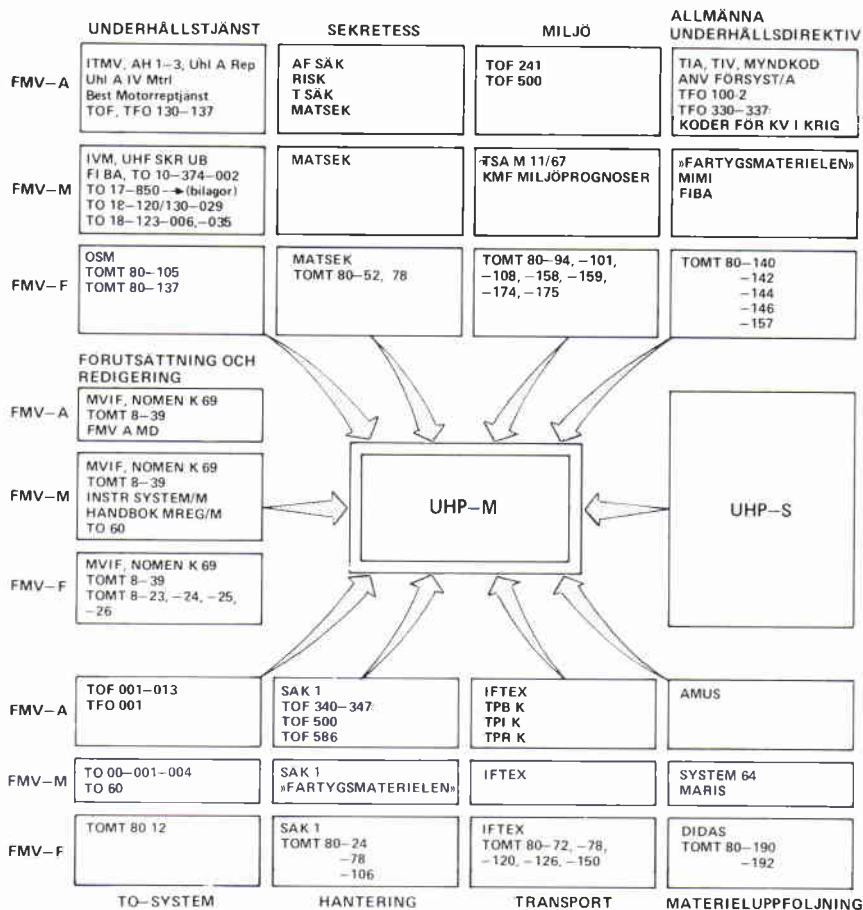 UNDERHÅLLSTJÄNST
SEKRETESS
MILJÖ
ALLMÄNNA
UNDERHÅLLSDIREKTIV
FMV-A
ITMV, AH 1-3, Uhl A Rep
Uhl A IV Mtrl
Best Motorreptjänst
TOF, TFO 130-137
AF SÄK
RISK
T SÄK
MATSEK
TOF 241
TOF 500
TIA, TIV, MYNDKOD
ANV FÖRSYST/A
TFO 100-2
TFO 330-337:
KODER FÖR KV I KRIG
FMV-M
IVM, UHF SKR UB
FI BA, TO 10-374-002
TO 17-850 → (bilagor)
TO 18-120/130-029
TO 18-123-006, -035
MATSEK
TSA M 11/67
KMF MILJÖPROGNOSER
»FARTYGSMATERIELEN»
MIMI
FIBA
FMV-F
OSM
TOMT 80-105
TOMT 80-137
MATSEK
TOMT 80-52, 78
TOMT 80-94, -101,
-108, -158, -159,
-174, -175
TOMT 80-140
-142
-144
-146
-157
FORUTSÄTTNING OCH
REDIGERING
FMV-A
MVIF, NOMEN K 69
TOMT 8-39
FMV A MD
FMV-M
MVIF, NOMEN K 69
TOMT 8-39
INSTR SYSTEM/M
HANDBOK MREG/M
TO 60
FMV-F
MVIF, NOMEN K 69
TOMT 8-39
TOMT 8-23, -24, -25,
-26
UHP-M
UHP-S
FMV-A
TOF 001-013
TFO 001
SAK 1
TOF 340-347:
TOF 500
TOF 586
IFTEX
TPB K
TPI K
TPR K
AMUS
FMV-M
TO 00-001-004
TO 60
SAK 1
»FARTYGSMATERIELEN»
IFTEX
SYSTEM 64
MARIS
FMV-F
TOMT 80 12
SAK 1
TOMT 80-24
-78
-106
IFTEX
TOMT 80-72, -78,
-120, -126, -150
DIDAS
TOMT 80-190
-192
TO-SYSTEM
HANTERING
TRANSPORT
MATERIELUPPFOLJNING